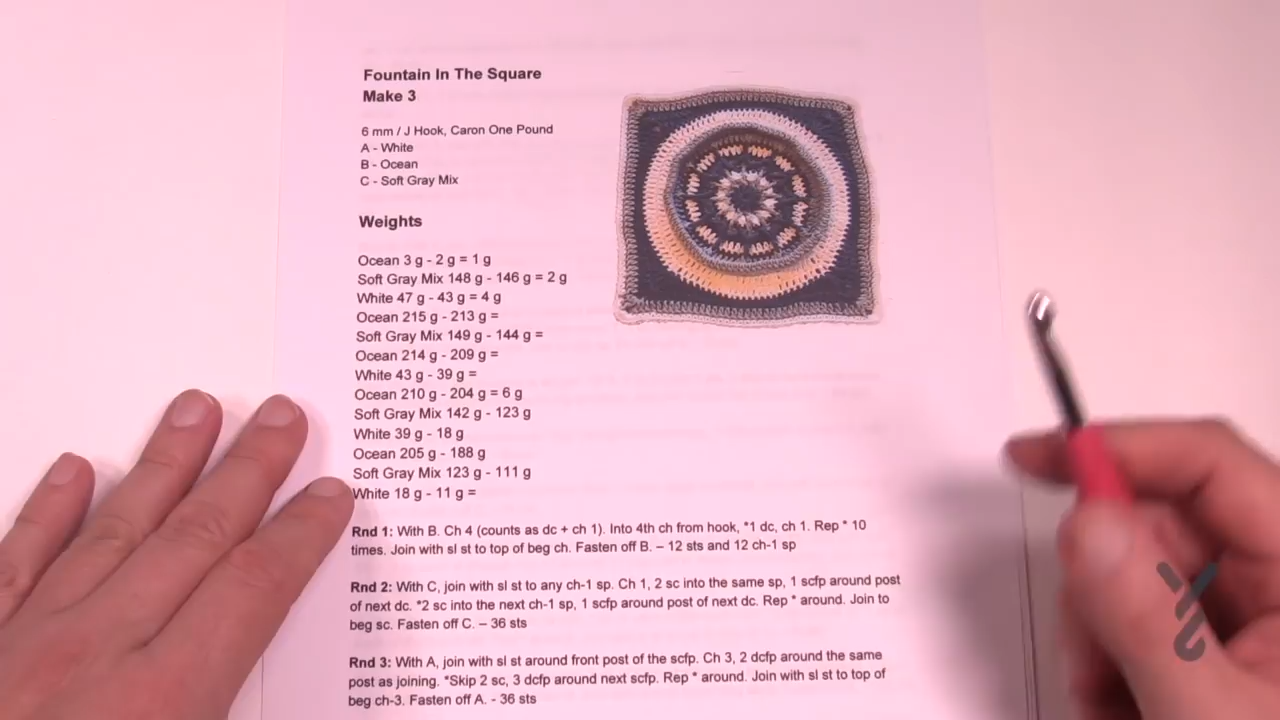 Fountain In The Square
Make 3
6 mm / J Hook, Caron One Pound
A - White
B - Ocean
C - Soft Gray Mix
Weights
Ocean 3 g - 2 g = 1 g
Soft Gray Mix 148 g - 146 g = 2 g
White 47 g - 43 g = 4 g
Ocean 215 g - 213 g =
Soft Gray Mix 149 g - 144 g =
Ocean 214 g - 209 g =
White 43 g - 39 g =
Ocean 210 g - 204 g = 6 g
Soft Gray Mix 142 g - 123 g
White 39 g - 18 g
Ocean 205 g - 188 g
Soft Gray Mix 123 g - 111 g
White 18 g - 11 g =
Rnd 1: With B. Ch 4 (counts as dc + ch 1). Into 4th ch from hook, *1 dc, ch 1. Rep * 10
times. Join with sl st to top of beg ch. Fasten off B. – 12 sts and 12 ch-1 sp
Rnd 2: With C, join with sl st to any ch-1 sp. Ch 1, 2 sc into the same sp, 1 scfp around post
of next dc. *2 sc into the next ch-1 sp, 1 scfp around post of next dc. Rep * around. Join to
beg sc. Fasten off C. – 36 sts
Rnd 3: With A, join with sl st around front post of the scfp. Ch 3, 2 dcfp around the same
post as joining. *Skip 2 sc, 3 dcfp around next scfp. Rep * around. Join with sl st to top of
beg ch-3. Fasten off A. - 36 sts